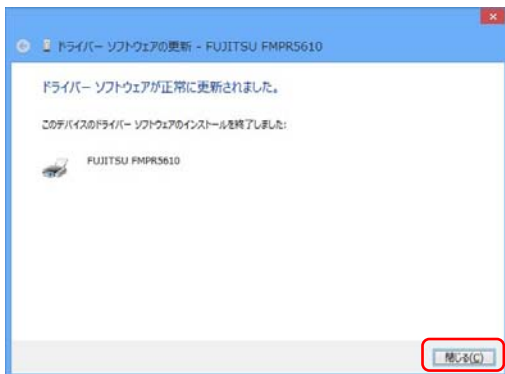 ドライバー ソフトウェアの更新 - FUJITSU FMPR5610
ドライバー ソフトウェアが正常に更新されました。
このデバイスのドライバー ソフトウェアのインストールを終了しました:
FUJITSU FMPR5610
閉じる(C)